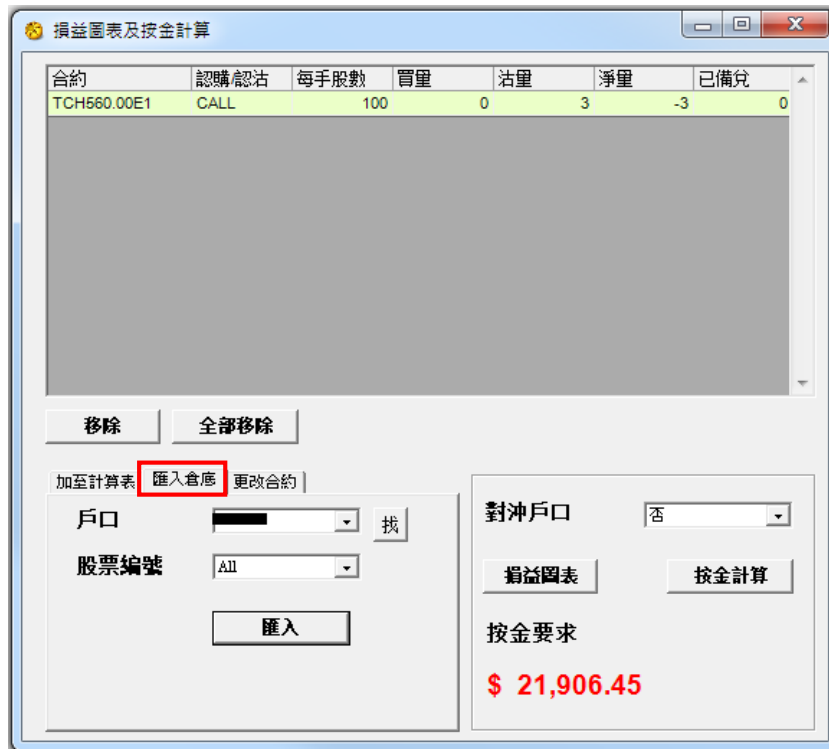 損益圖表及按金計算
合約 認購/認沽 每手股數 買量 沽量 淨量 已備兌
TCH560.00E1 CALL 100 0 3 -3 0
移除 全部移除
加至計算表 匯入倉底 更改合約
戶口 找
股票編號 All
匯入
對沖戶口 否
損益圖表 按金計算
按金要求
$ 21,906.45